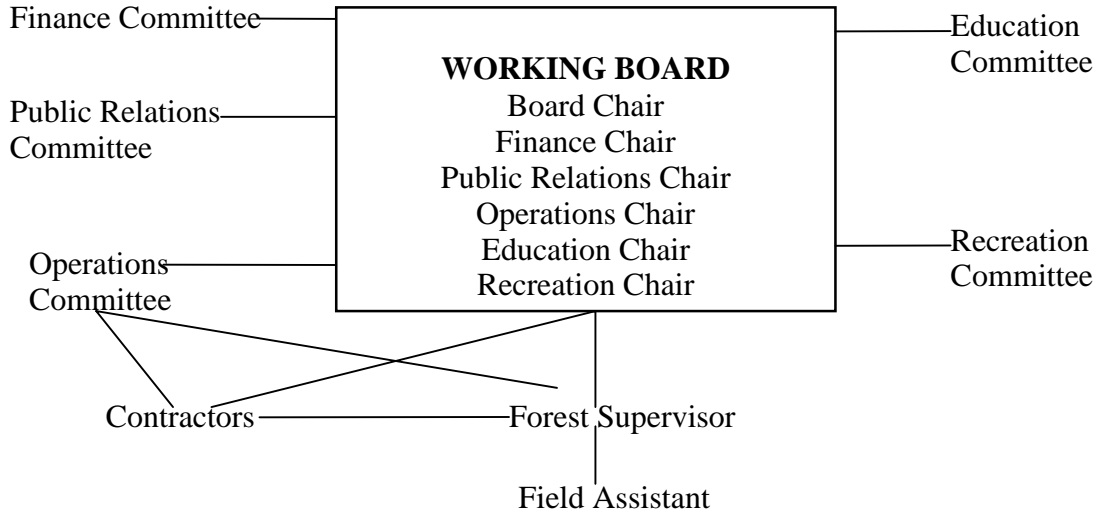 Finance Committee
Public Relations
Committee
Operations
Committee
WORKING BOARD
Board Chair
Finance Chair
Public Relations Chair
Operations Chair
Education Chair
Recreation Chair
Education
Committee
Recreation
Committee
Contractors
Forest Supervisor
Field Assistant